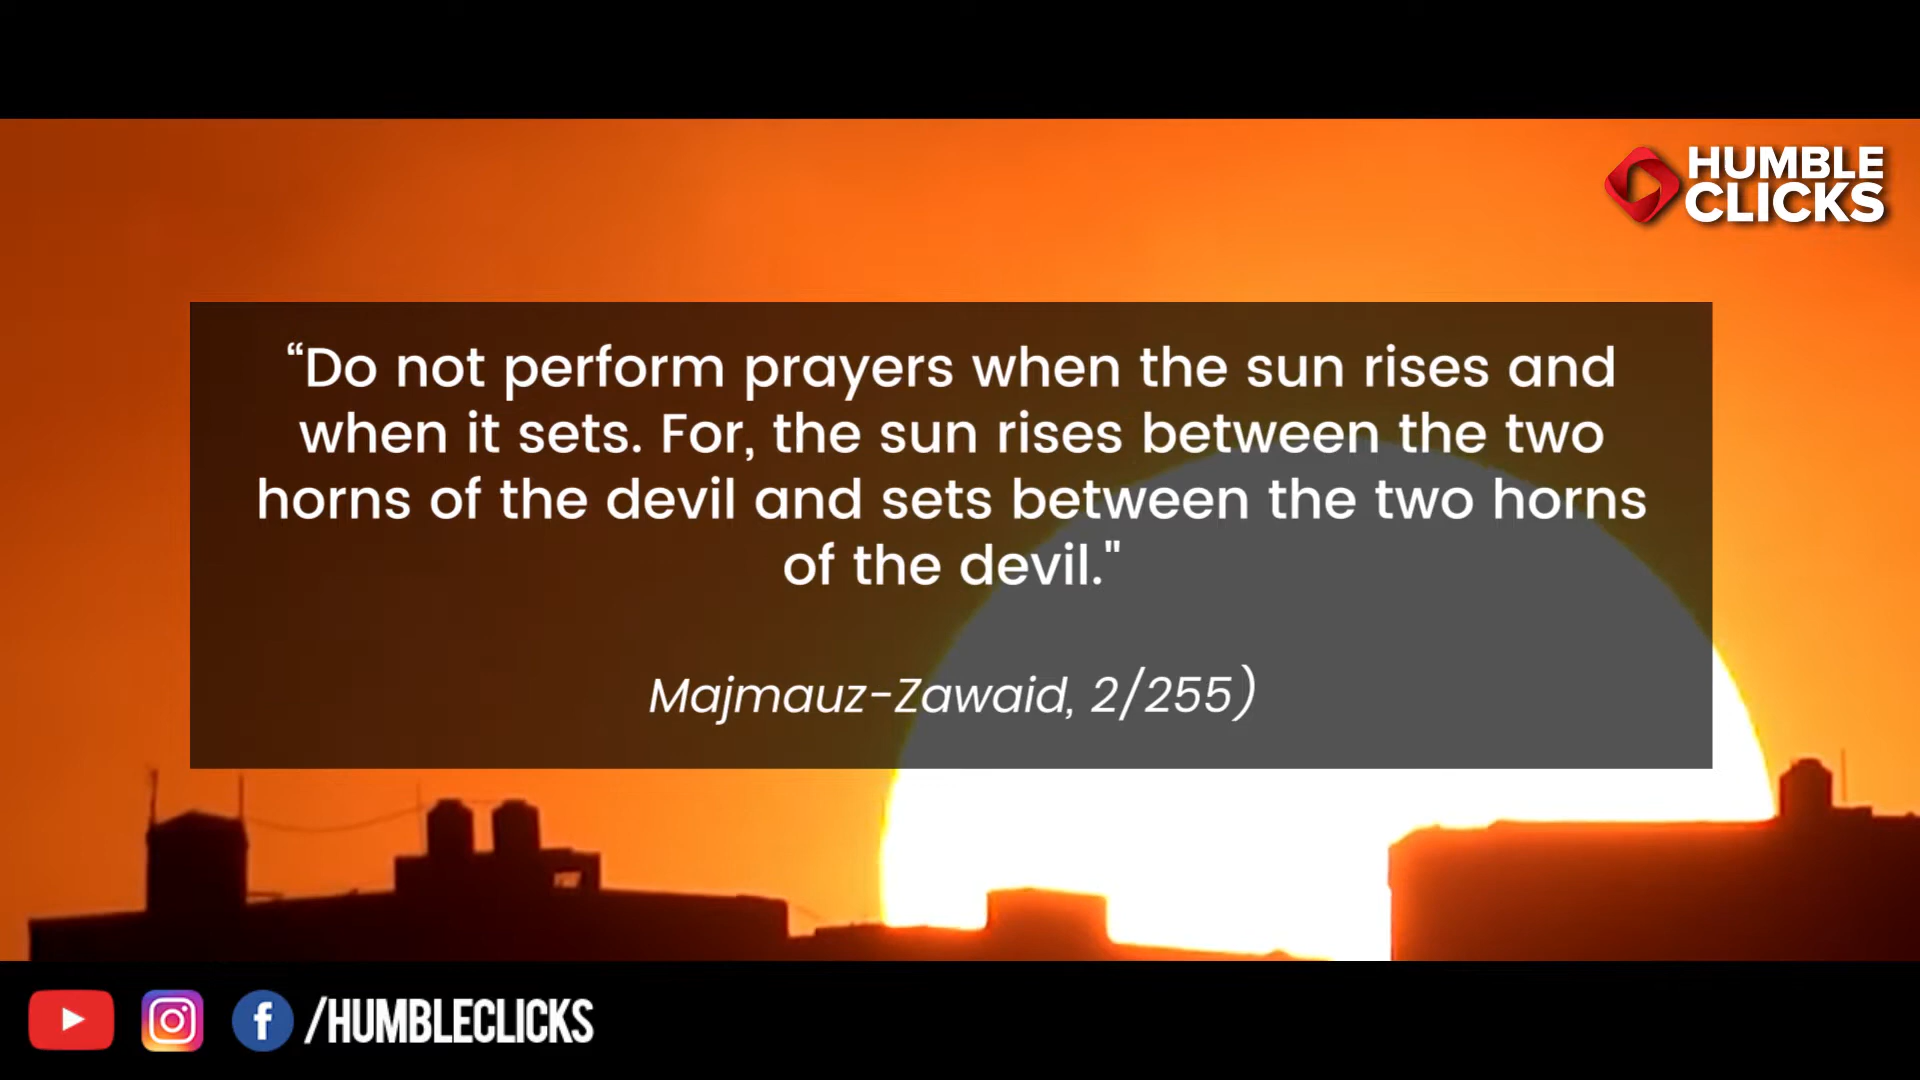 HUMBLE
CLICKS
“Do not perform prayers when the sun rises and
when it sets. For, the sun rises between the two
horns of the devil and sets between the two horns
of the devil."
Majmauz-Zawaid, 2/255)
/HUMBLECLICKS